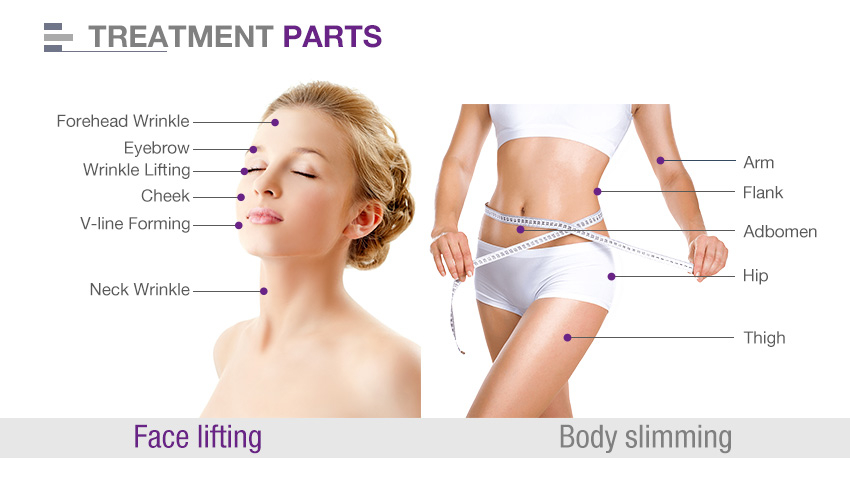 TREATMENT PARTS
Forehead Wrinkle
Eyebrow
Wrinkle Lifting
Cheek
V-line Forming
Neck Wrinkle
Arm
Flank
Adbomen
Hip
Thigh
Face lifting
Body slimming